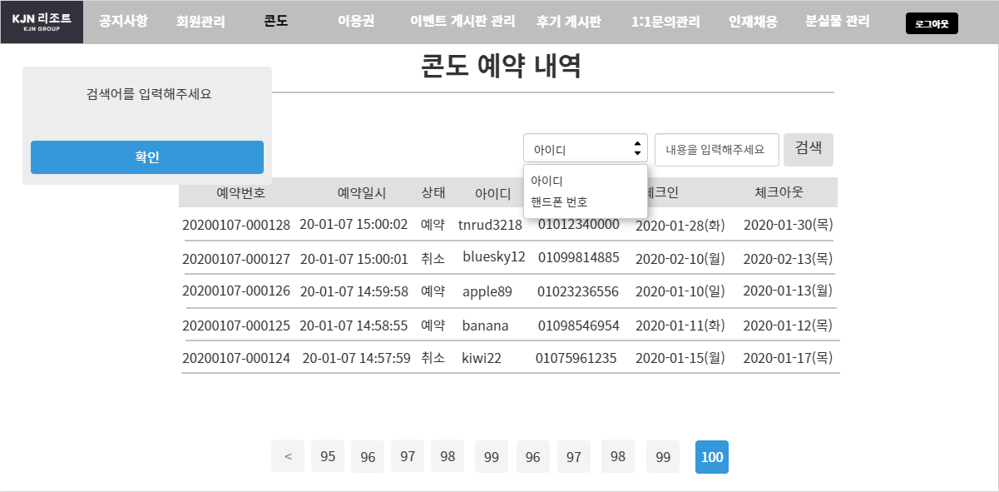 KJN 리조트
KJN GROUP
공지사항 회원관리 콘도 이용권 이벤트 게시판 관리 후기 게시판 1:1문의관리 인재채용 분실물 관리 로그아웃
콘도 예약 내역
검색어를 입력해주세요
확인
아이디 내용을 입력해주세요 검색
아이디
핸드폰 번호
예약번호 예약일시 상태 아이디 체크인 체크아웃
20200107-000128 20-01-07 15:00:02 예약 tnrud3218 01012340000 2020-01-28(화) 2020-01-30(목)
20200107-000127 20-01-07 15:00:01 취소 bluesky12 01099814885 2020-02-10(월) 2020-02-13(목)
20200107-000126 20-01-07 14:59:58 예약 apple89 01023236556 2020-01-10(일) 2020-01-13(월)
20200107-000125 20-01-07 14:58:55 예약 banana 01098546954 2020-01-11(화) 2020-01-12(목)
20200107-000124 20-01-07 14:57:59 취소 kiwi22 01075961235 2020-01-15(월) 2020-01-17(목)
< 95 96 97 98 99 96 97 98 99 100